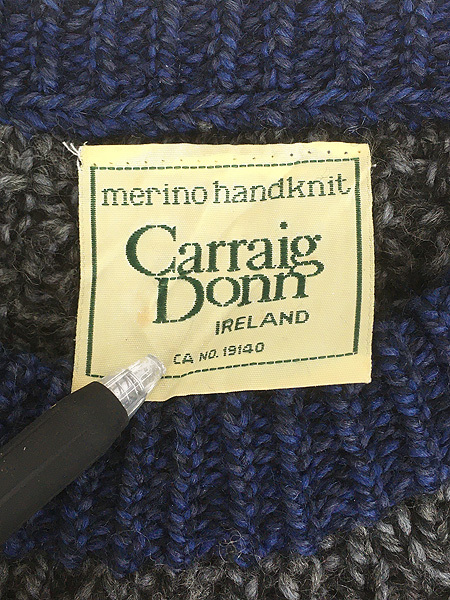 merino handknit
Carraig
Donn
IRELAND
CA NO. 19140